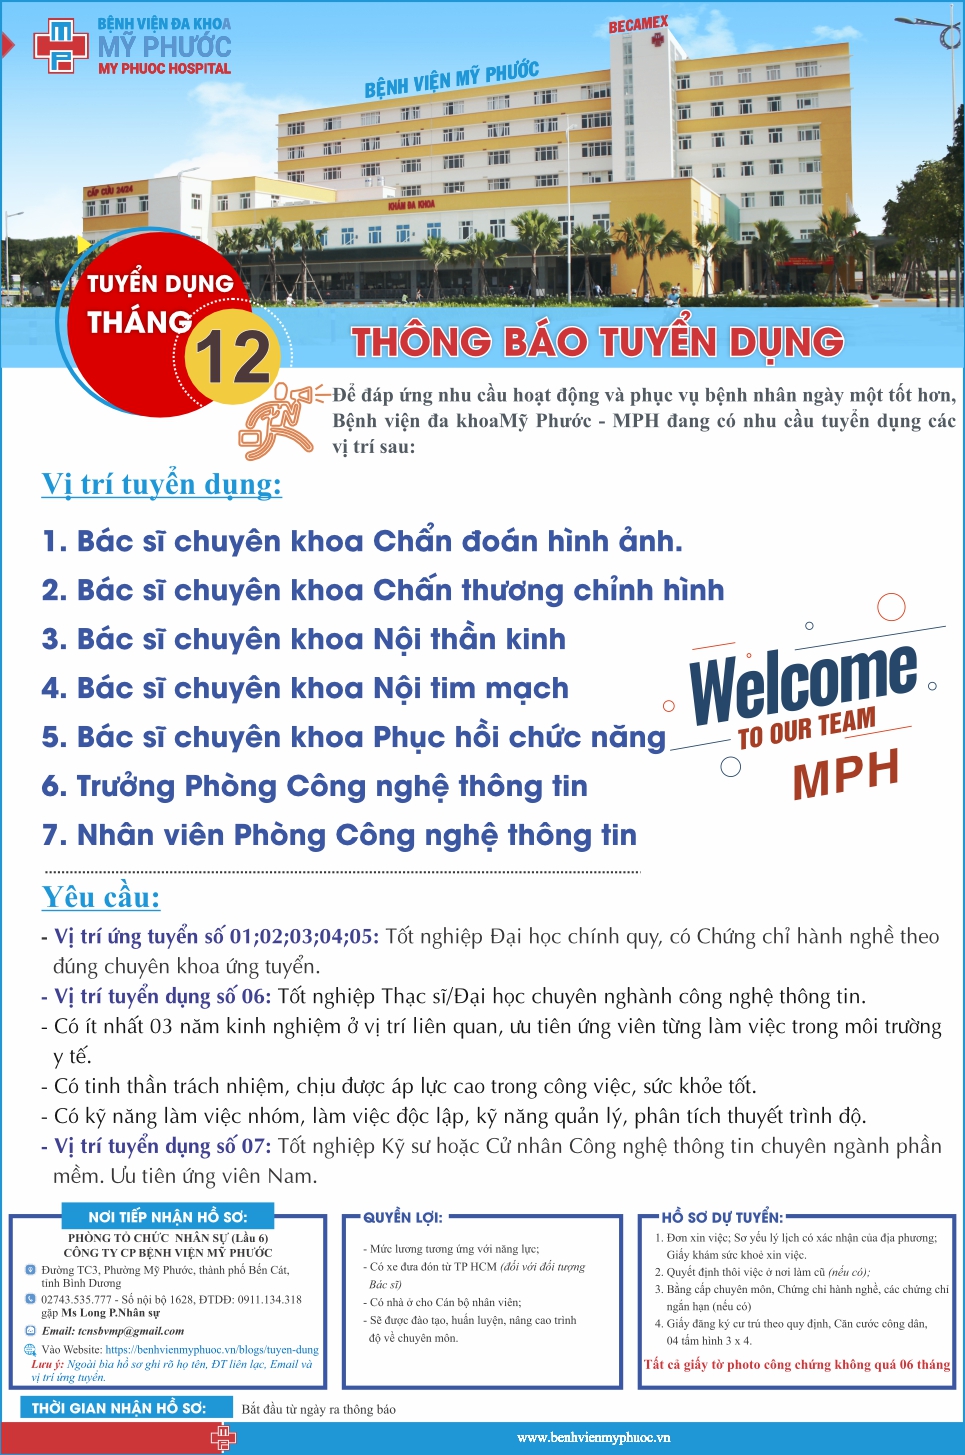 BỆNH VIỆN ĐA KHOA
MỸ PHƯỚC
MY PHUOC HOSPITAL
MP
BECAMEX
BỆNH VIỆN MỸ PHƯỚC
CẤP CỨU 24/24
KHÁM ĐA KHOA
TUYỂN DỤNG
THÁNG
12
THÔNG BÁO TUYỂN DỤNG
Để đáp ứng nhu cầu hoạt động và phục vụ bệnh nhân ngày một tốt hơn,
Bệnh viện đa khoaMỹ Phước - MPH đang có nhu cầu tuyển dụng các
vị trí sau:
Vị trí tuyển dụng:
1. Bác sĩ chuyên khoa Chẩn đoán hình ảnh.
2. Bác sĩ chuyên khoa Chấn thương chỉnh hình
3. Bác sĩ chuyên khoa Nội thần kinh
4. Bác sĩ chuyên khoa Nội tim mạch
5. Bác sĩ chuyên khoa Phục hồi chức năng
6. Trưởng Phòng Công nghệ thông tin
7. Nhân viên Phòng Công nghệ thông tin
Welcome
TO OUR TEAM
MPH
Yêu cầu:
- Vị trí ứng tuyển số 01;02;03;04;05: Tốt nghiệp Đại học chính quy, có Chứng chỉ hành nghề theo
đúng chuyên khoa ứng tuyển.
- Vị trí tuyển dụng số 06: Tốt nghiệp Thạc sĩ/Đại học chuyên nghành công nghệ thông tin.
- Có ít nhất 03 năm kinh nghiệm ở vị trí liên quan, ưu tiên ứng viên từng làm việc trong môi trường
y tế.
- Có tinh thần trách nhiệm, chịu được áp lực cao trong công việc, sức khỏe tốt.
- Có kỹ năng làm việc nhóm, làm việc độc lập, kỹ năng quản lý, phân tích thuyết trình độ.
- Vị trí tuyển dụng số 07: Tốt nghiệp Kỹ sư hoặc Cử nhân Công nghệ thông tin chuyên ngành phần
mềm. Ưu tiên ứng viên Nam.
NƠI TIẾP NHẬN HỒ SƠ:
PHÒNG TỔ CHỨC NHÂN SỰ (Lầu 6)
CÔNG TY CP BỆNH VIỆN MỸ PHƯỚC
Đường TC3, Phường Mỹ Phước, thành phố Bến Cát,
tỉnh Bình Dương
02743.535.777 - Số nội bộ 1628, ĐTDĐ: 0911.134.318
gặp Ms Long P.Nhân sự
Email: tcnsbvmp@gmail.com
Vào Website: https://benhvienmyphuoc.vn/blogs/tuyen-dung
Lưu ý: Ngoài bìa hồ sơ ghi rõ họ tên, ĐT liên lạc, Email và
vị trí ứng tuyển.
QUYỀN LỢI:
- Mức lương tương ứng với năng lực;
- Có xe đưa đón từ TP HCM (đối với đối tượng
Bác sĩ)
- Có nhà ở cho Cán bộ nhân viên;
- Sẽ được đào tạo, huấn luyện, nâng cao trình
độ về chuyên môn.
HỒ SƠ DỰ TUYỂN:
1. Đơn xin việc; Sơ yếu lý lịch có xác nhận của địa phương;
Giấy khám sức khoẻ xin việc.
2. Quyết định thôi việc ở nơi làm cũ (nếu có);
3. Bằng cấp chuyên môn, Chứng chỉ hành nghề, các chứng chỉ
ngắn hạn (nếu có)
4. Giấy đăng ký cư trú theo quy định, Căn cước công dân,
04 tấm hình 3 x 4.
Tất cả giấy tờ photo công chứng không quá 06 tháng
THỜI GIAN NHẬN HỒ SƠ:
Bắt đầu từ ngày ra thông báo
MP
www.benhvienmyphuoc.vn